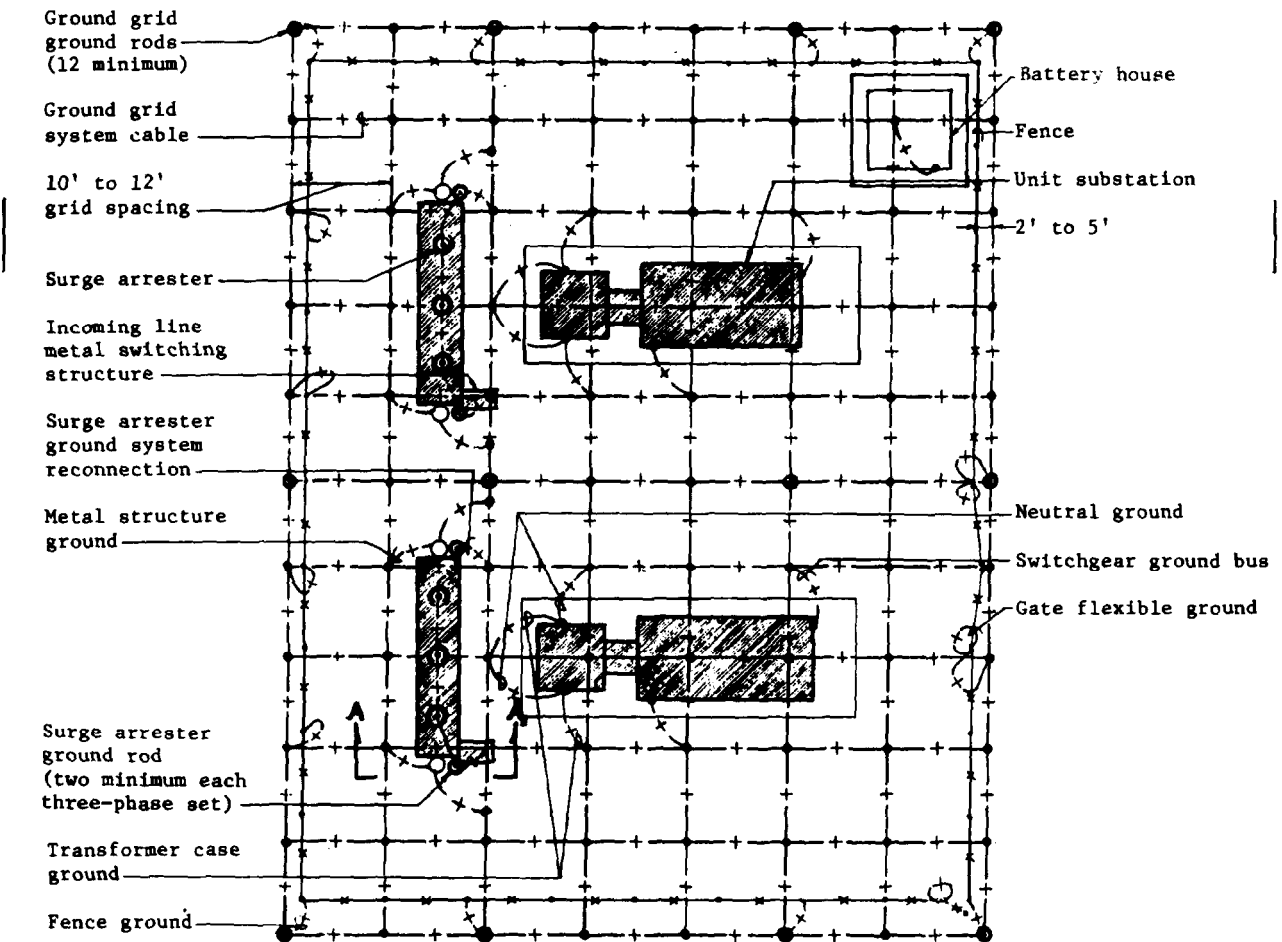 Ground grid
ground rods
(12 minimum)
Ground grid
system cable
10' to 12'
grid spacing
Surge arrester
Incoming line
metal switching
structure
Surge arrester
ground system
reconnection
Metal structure
ground
Surge arrester
ground rod
(two minimum each
three-phase set)
Transformer case
ground
Fence ground
A
A
Battery house
Fence
Unit substation
2' to 5'
Neutral ground
Switchgear ground bus
Gate flexible ground